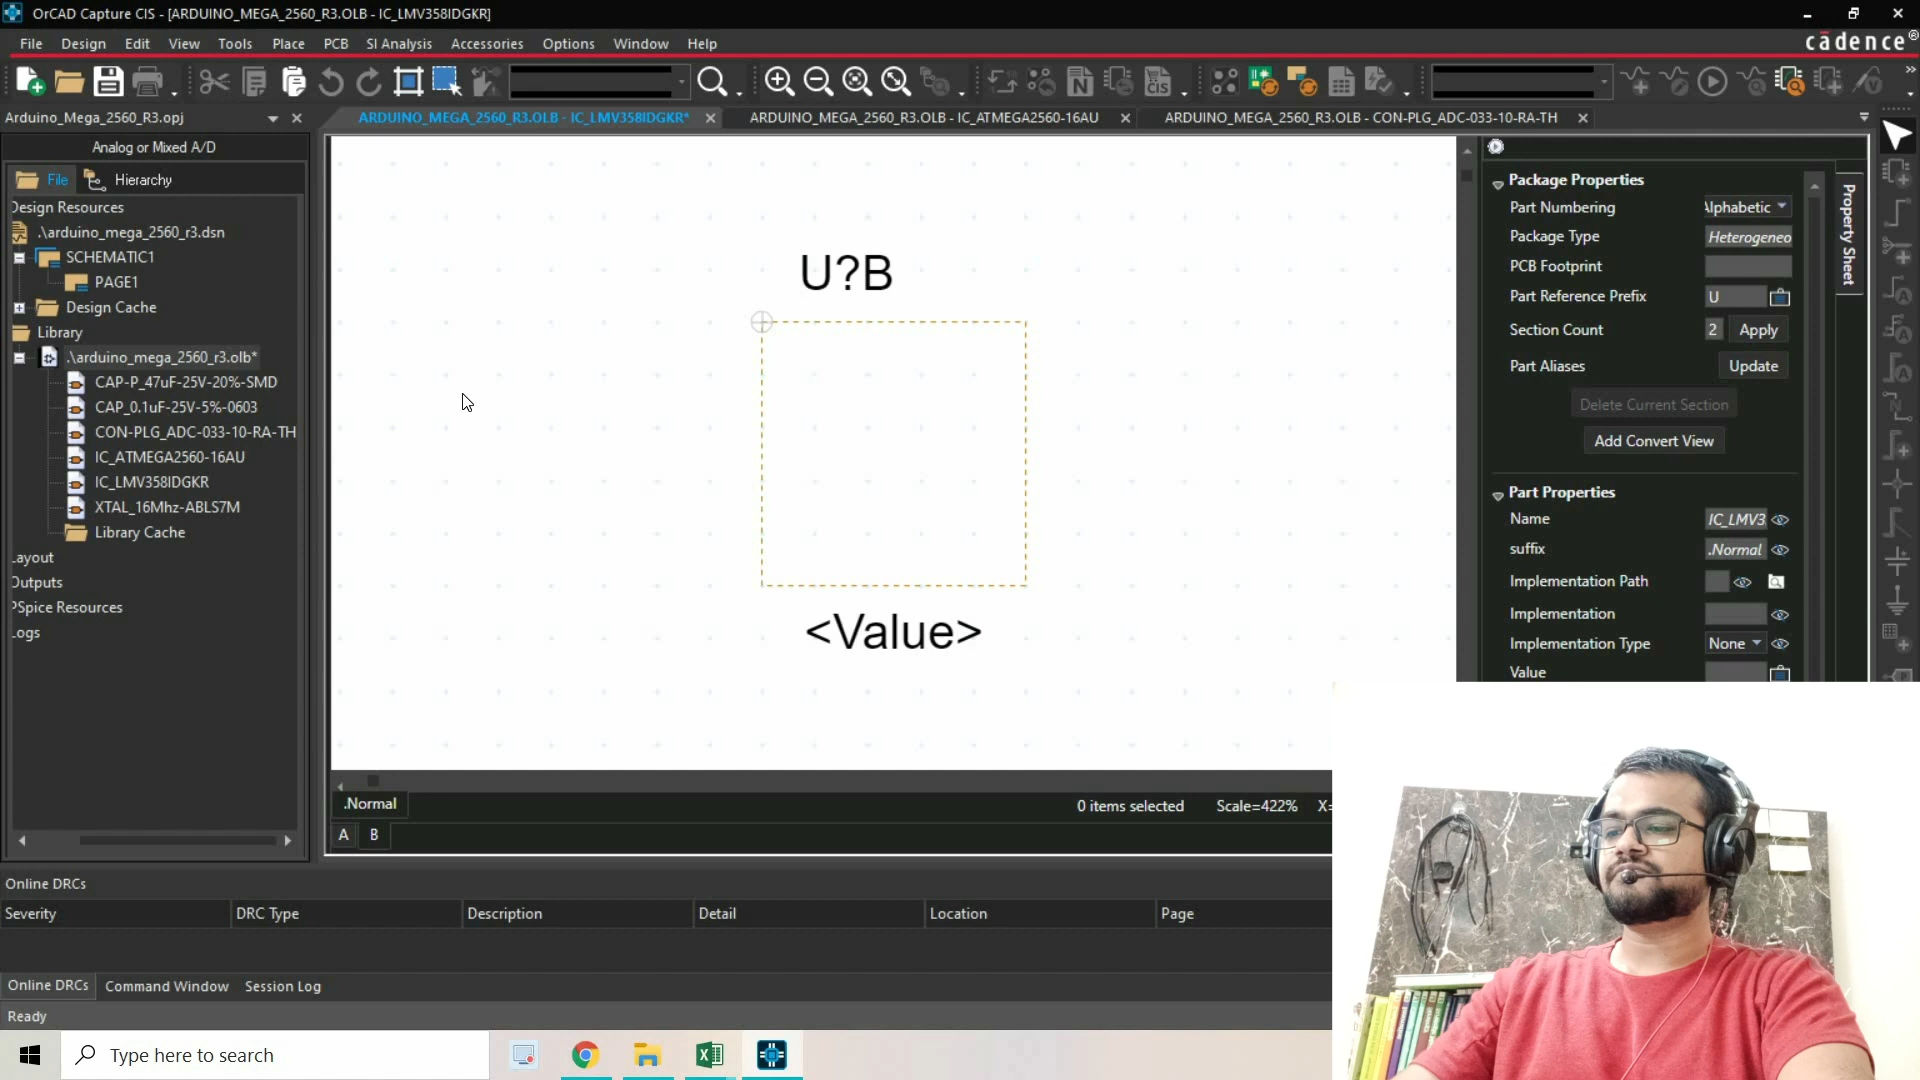 OrCAD Capture CIS - [ARDUINO_MEGA_2560_R3.OLB - IC_LMV358IDGKR]
File Design Edit View Tools Place PCB SI Analysis Accessories Options Window Help
cādence®
Arduino_Mega_2560_R3.opj
ARDUINO_MEGA_2560_R3.OLB - IC_LMV358IDGKR*
ARDUINO_MEGA_2560_R3.OLB - IC_ATMEGA2560-16AU
ARDUINO_MEGA_2560_R3.OLB - CON-PLG_ADC-033-10-RA-TH
Analog or Mixed A/D
File Hierarchy
Design Resources
.\arduino_mega_2560_r3.dsn
SCHEMATIC1
PAGE1
Design Cache
Library
.\arduino_mega_2560_r3.olb*
CAP-P_47uF-25V-20%-SMD
CAP_0.1uF-25V-5%-0603
CON-PLG_ADC-033-10-RA-TH
IC_ATMEGA2560-16AU
IC_LMV358IDGKR
XTAL_16Mhz-ABLS7M
Library Cache
Layout
Outputs
PSpice Resources
Logs
U?B
<Value>
.Normal
0 items selected Scale=422% X=
A B
Package Properties
Part Numbering Alphabetic
Package Type Heterogeneo
PCB Footprint
Part Reference Prefix U
Section Count 2 Apply
Part Aliases Update
Delete Current Section
Add Convert View
Part Properties
Name IC_LMV3
suffix .Normal
Implementation Path
Implementation
Implementation Type None
Value
Property Sheet
Online DRCs
Severity DRC Type Description Detail Location Page
Online DRCs Command Window Session Log
Ready
Type here to search